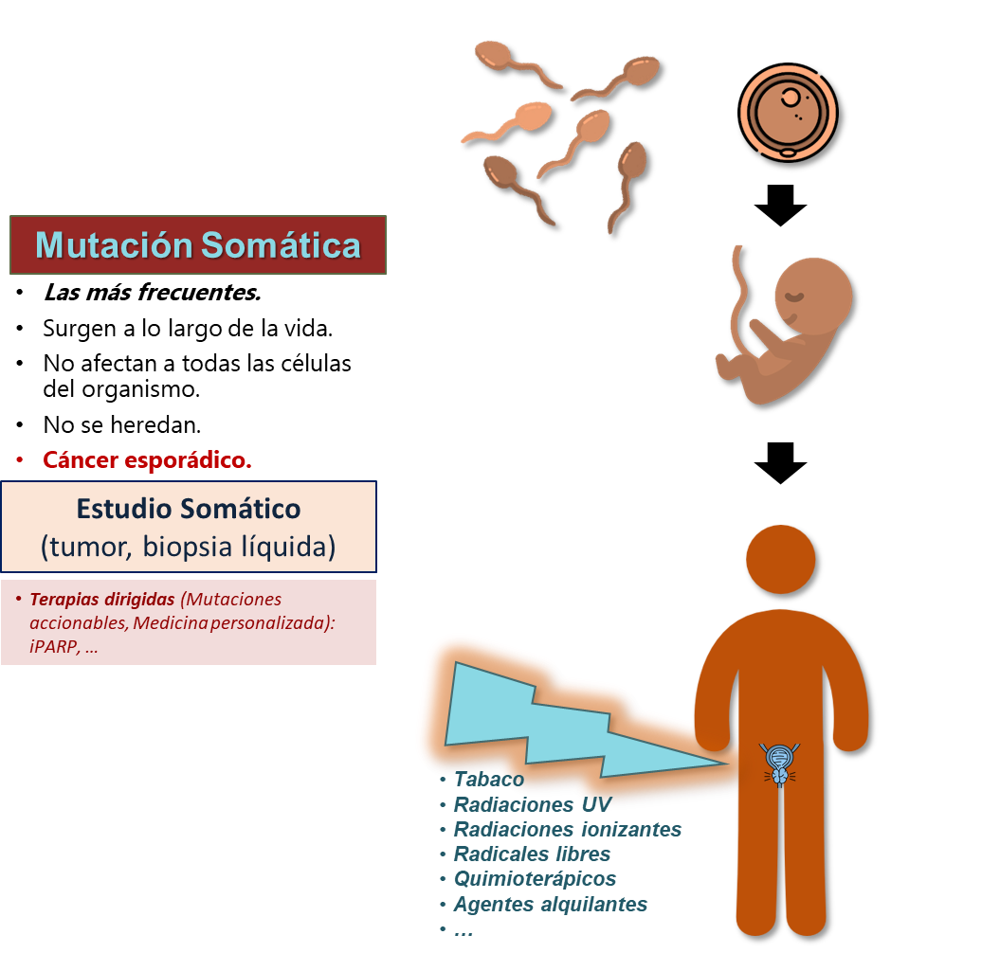 Mutación Somática
• Las más frecuentes.
• Surgen a lo largo de la vida.
• No afectan a todas las células
del organismo.
• No se heredan.
• Cáncer esporádico.
Estudio Somático
(tumor, biopsia líquida)
• Terapias dirigidas (Mutaciones
accionables, Medicina personalizada):
iPARP, ...
• Tabaco
• Radiaciones UV
• Radiaciones ionizantes
• Radicales libres
• Quimioterápicos
• Agentes alquilantes
• ...